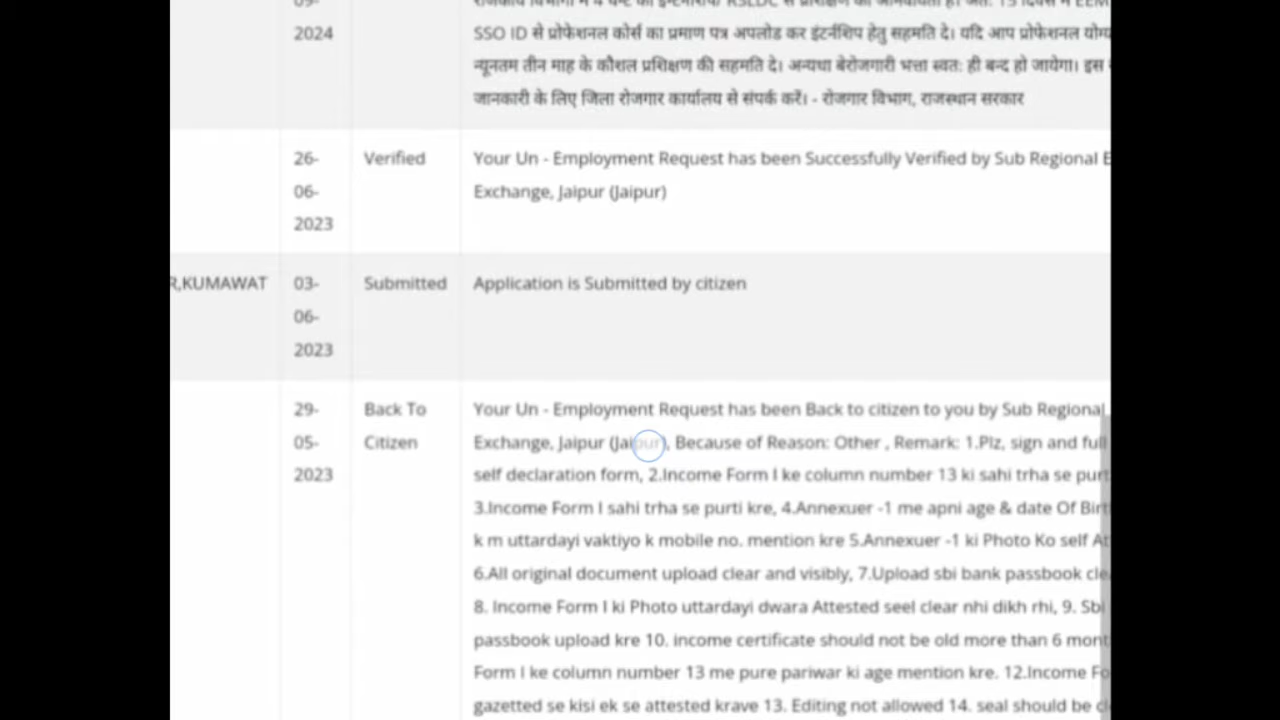 09-
2024
SSO ID से प्रोफेशनल कोर्स का प्रमाण पत्र अपलोड कर इंटर्नशिप हेतु सहमति दे। यदि आप प्रोफेशनल
न्यूनतम तीन माह के कौशल प्रशिक्षण की सहमति दे। अन्यथा बेरोजगारी भत्ता स्वत: ही बन्द हो जायेगा। इस
जानकारी के लिए जिला रोजगार कार्यालय से संपर्क करें। - रोजगार विभाग, राजस्थान सरकार
26-
06-
2023
Verified
Your Un - Employment Request has been Successfully Verified by Sub Regional E
Exchange, Jaipur (Jaipur)
R,KUMAWAT
03-
06-
2023
Submitted
Application is Submitted by citizen
29-
05-
2023
Back To
Citizen
Your Un - Employment Request has been Back to citizen to you by Sub Regional
Exchange, Jaipur (Jaipur), Because of Reason: Other , Remark: 1.Plz, sign and full
self declaration form, 2.Income Form I ke column number 13 ki sahi trha se purt
3.Income Form I sahi trha se purti kre, 4.Annexuer -1 me apni age & date Of Birt
k m uttardayi vaktiyo k mobile no. mention kre 5.Annexuer -1 ki Photo Ko self At
6.All original document upload clear and visibly, 7.Upload sbi bank passbook cle
8. Income Form I ki Photo uttardayi dwara Attested seel clear nhi dikh rhi, 9. Sbi
passbook upload kre 10. income certificate should not be old more than 6 mont
Form I ke column number 13 me pure pariwar ki age mention kre. 12.Income Fo
gazetted se kisi ek se attested krave 13. Editing not allowed 14. seal should be cl